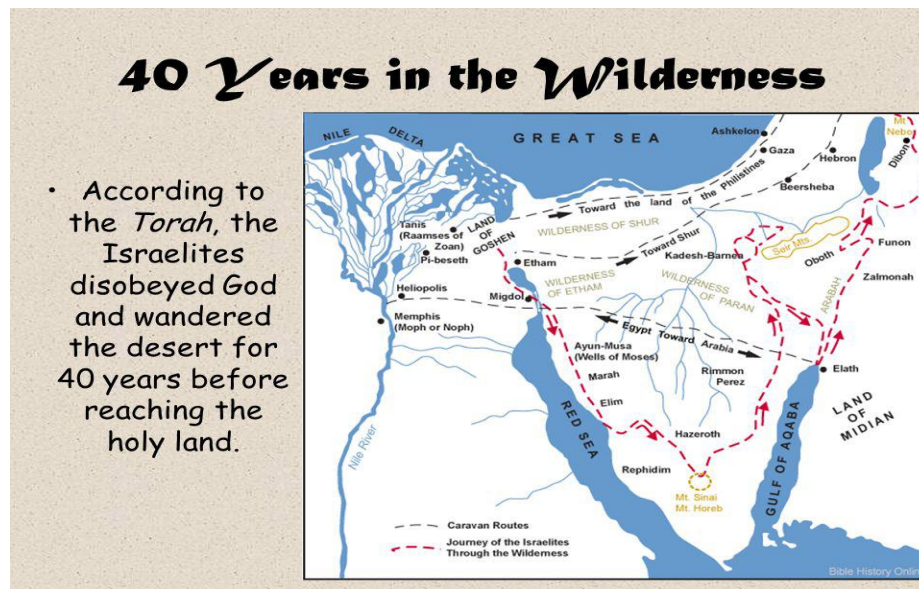 40 Years in the Wilderness
• According to
the Torah, the
Israelites
disobeyed God
and wandered
the desert for
40 years before
reaching the
holy land.
NILE DELTA
GREAT SEA
Ashkelon
Gaza
Hebron
Beersheba
Mt
Nebo
Dibon
Toward the land of the Philistines
WILDERNESS OF SHUR
Toward Shur
LAND
OF
GOSHEN
Tanis
(Raamses of
Zoan)
Pi-beseth
Etham
WILDERNESS
OF ETHAM
Kadesh-Barnea
WILDERNESS
OF PARAN
Seir Mts.
Oboth
Funon
Zalmonah
ARABAH
Heliopolis
Migdol
Memphis
(Moph or Noph)
Egypt Toward Arabia
Ayun-Musa
(Wells of Moses)
Marah
Elim
Rimmon
Perez
Elath
LAND
OF
MIDIAN
Hazeroth
Rephidim
RED SEA
GULF OF AQABA
Nile River
Mt. Sinai
Mt. Horeb
Caravan Routes
Journey of the Israelites
Through the Wilderness
Bible History Onlin